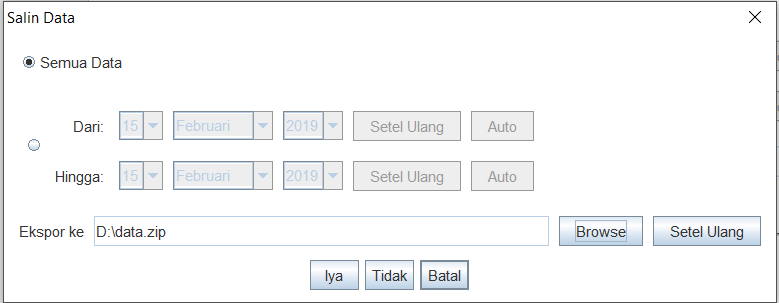 Salin Data
Semua Data
Dari: 15 Februari 2019 Setel Ulang Auto
Hingga: 15 Februari 2019 Setel Ulang Auto
Ekspor ke D:\data.zip Browse Setel Ulang
Iya Tidak Batal